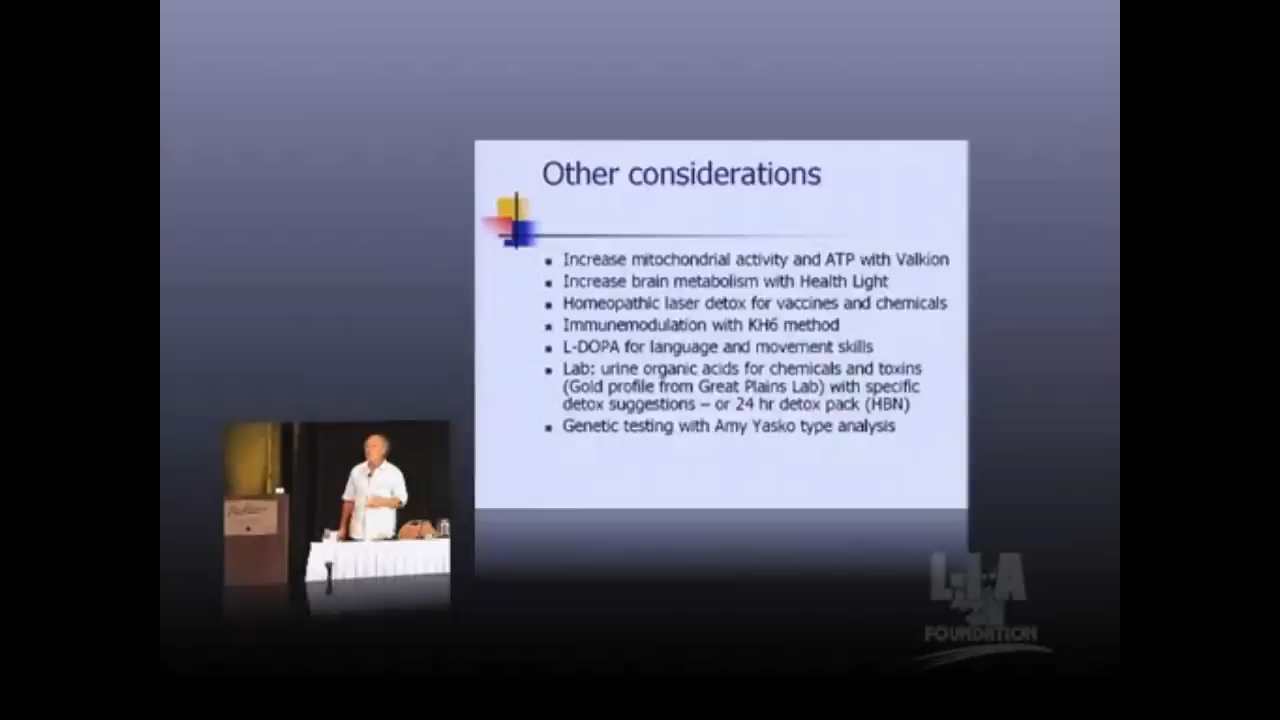 Other considerations
Increase mitochondrial activity and ATP with Valkion
Increase brain metabolism with Health Light
Homeopathic laser detox for vaccines and chemicals
Immunemodulation with KH6 method
L-DOPA for language and movement skills
Lab: urine organic acids for chemicals and toxins
(Gold profile from Great Plains Lab) with specific
detox suggestions – or 24 hr detox pack (HBN)
Genetic testing with Amy Yasko type analysis
FOUNDATION